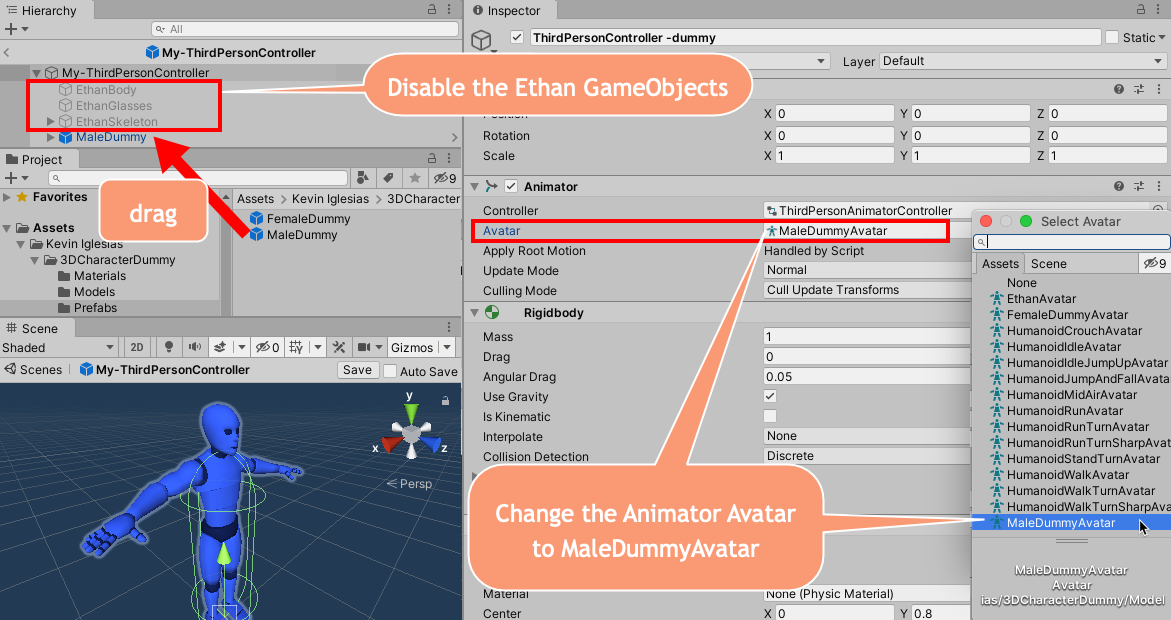 Hierarchy
All
My-ThirdPersonController
My-ThirdPersonController
EthanBody
EthanGlasses
EthanSkeleton
MaleDummy
Disable the Ethan GameObjects
Project
9
Favorites
Assets
Kevin Iglesias
3DCharacterDummy
Materials
Models
Prefabs
Assets > Kevin Iglesias > 3DCharacter
FemaleDummy
MaleDummy
drag
Scene
Shaded
2D
0
Gizmos
Scenes
My-ThirdPersonController
Save
Auto Save
y
x
z
Persp
Inspector
ThirdPersonController -dummy
Static
Layer Default
Position X 0 Y 0 Z 0
Rotation X 0 Y 0 Z 0
Scale X 1 Y 1 Z 1
Animator
Controller ThirdPersonAnimatorController
Avatar MaleDummyAvatar
Apply Root Motion Handled by Script
Update Mode Normal
Culling Mode Cull Update Transforms
Rigidbody
Mass 1
Drag 0
Angular Drag 0.05
Use Gravity
Is Kinematic
Interpolate None
Collision Detection Discrete
Change the Animator Avatar
to MaleDummyAvatar
Material None (Physic Material)
Center X 0 Y 0.8
Select Avatar
Assets Scene 9
None
EthanAvatar
FemaleDummyAvatar
HumanoidCrouchAvatar
HumanoidIdleAvatar
HumanoidIdleJumpUpAvatar
HumanoidJumpAndFallAvata
HumanoidMidAirAvatar
HumanoidRunAvatar
HumanoidRunTurnAvatar
HumanoidRunTurnSharpAvat
HumanoidStandTurnAvatar
HumanoidWalkAvatar
HumanoidWalkTurnAvatar
HumanoidWalkTurnSharpAva
MaleDummyAvatar
MaleDummyAvatar
Avatar
ias/3DCharacterDummy/Model